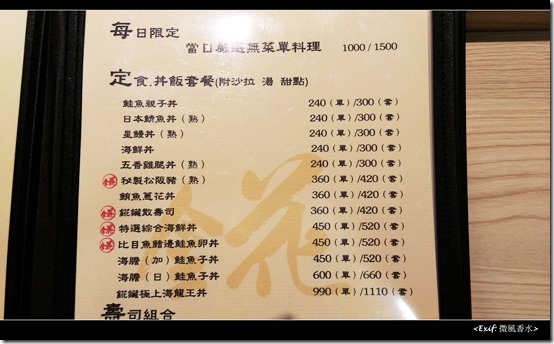 每日限定
當日嚴選無菜單料理 1000 / 1500
定食.丼飯套餐(附沙拉 湯 甜點)
鮭魚親子丼 240（單）/300（套）
日本鯛魚丼（熟） 240（單）/300（套）
星鰻丼（熟） 240（單）/300（套）
海鮮丼 240（單）/300（套）
五香雞腿丼（熟） 240（單）/300（套）
秘製松阪豬（熟） 360（單）/420（套）
鮪魚蔥花丼 360（單）/420（套）
綻鐵散壽司 360（單）/420（套）
特選綜合海鮮丼 450（單）/520（套）
比目魚鰭邊鮭魚卵丼 450（單）/520（套）
海膽（加）鮭魚子丼 450（單）/520（套）
海膽（日）鮭魚子丼 600（單）/660（套）
極上海龍王丼 990（單）/1110（套）
壽司組合
<Exif: 微風香水>